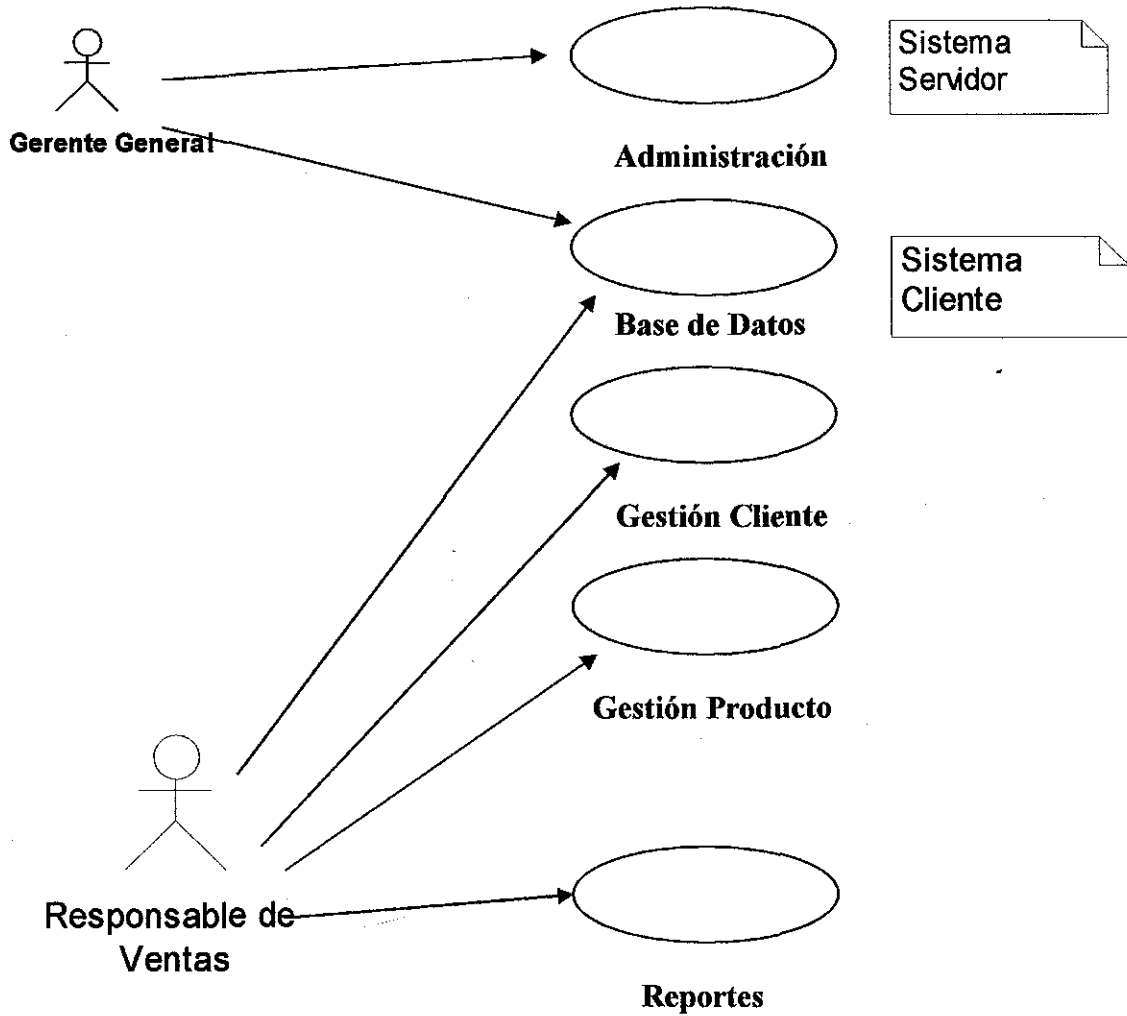 Sistema
Servidor
Gerente General
Administración
Sistema
Cliente
Base de Datos
Gestión Cliente
Gestión Producto
Responsable de
Ventas
Reportes